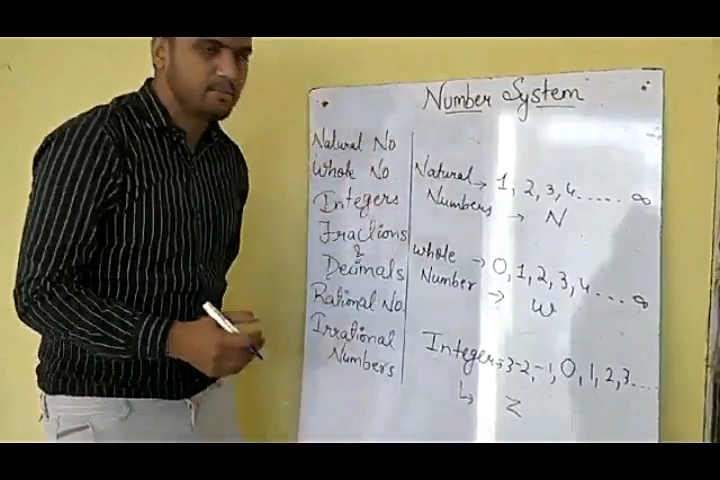 Number System
Natural No
Whole No
Integers
Fractions
&
Decimals
Rational No.
Irrational
Numbers
Natural → 1, 2, 3, 4...... ∞
Numbers → N
Whole → 0, 1, 2, 3, 4.... ∞
Number → W
Integer → -3 -2, -1, 0, 1, 2, 3....
↳ Z